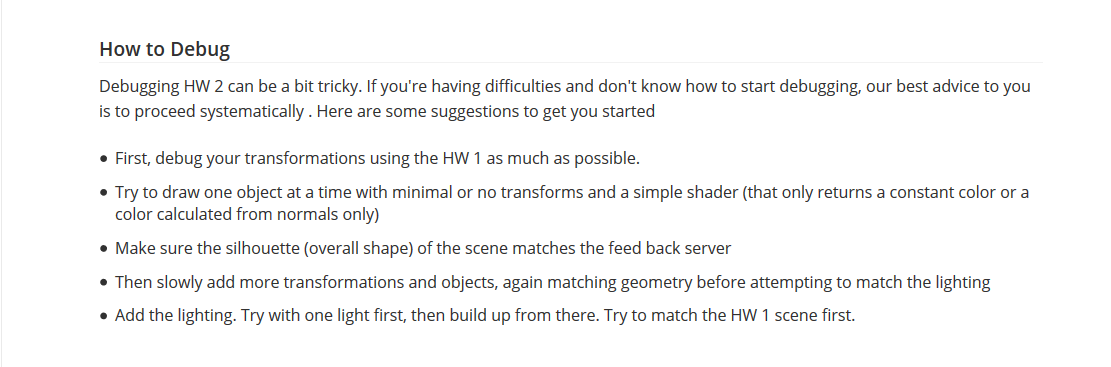 How to Debug
Debugging HW 2 can be a bit tricky. If you're having difficulties and don't know how to start debugging, our best advice to you
is to proceed systematically . Here are some suggestions to get you started
• First, debug your transformations using the HW 1 as much as possible.
• Try to draw one object at a time with minimal or no transforms and a simple shader (that only returns a constant color or a
color calculated from normals only)
• Make sure the silhouette (overall shape) of the scene matches the feed back server
• Then slowly add more transformations and objects, again matching geometry before attempting to match the lighting
• Add the lighting. Try with one light first, then build up from there. Try to match the HW 1 scene first.